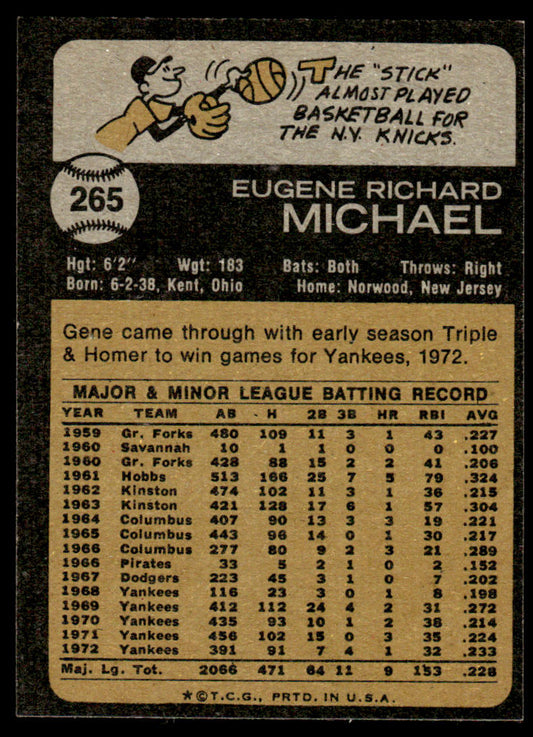 THE "STICK"
ALMOST PLAYED
BASKETBALL FOR
THE N.Y. KNICKS.
265
EUGENE RICHARD
MICHAEL
Hgt: 6'2" Wgt: 183 Bats: Both Throws: Right
Born: 6-2-38, Kent, Ohio Home: Norwood, New Jersey
Gene came through with early season Triple
& Homer to win games for Yankees, 1972.
MAJOR & MINOR LEAGUE BATTING RECORD
YEAR TEAM AB H 2B 3B HR RBI AVG
1959 Gr. Forks 480 109 11 3 1 43 .227
1960 Savannah 10 1 1 0 0 0 .100
1960 Gr. Forks 428 88 15 2 2 41 .206
1961 Hobbs 513 166 25 7 5 79 .324
1962 Kinston 474 102 11 3 1 36 .215
1963 Kinston 421 128 17 6 1 57 .304
1964 Columbus 407 90 13 3 3 19 .221
1965 Columbus 443 96 14 0 1 30 .217
1966 Columbus 277 80 9 2 3 21 .289
1966 Pirates 33 5 2 1 0 2 .152
1967 Dodgers 223 45 3 1 0 7 .202
1968 Yankees 116 23 3 0 1 8 .198
1969 Yankees 412 112 24 4 2 31 .272
1970 Yankees 435 93 10 1 2 38 .214
1971 Yankees 456 102 15 0 3 35 .224
1972 Yankees 391 91 7 4 1 32 .233
Maj. Lg. Tot. 2066 471 64 11 9 153 .228
★©T.C.G., PRTD. IN U.S.A.